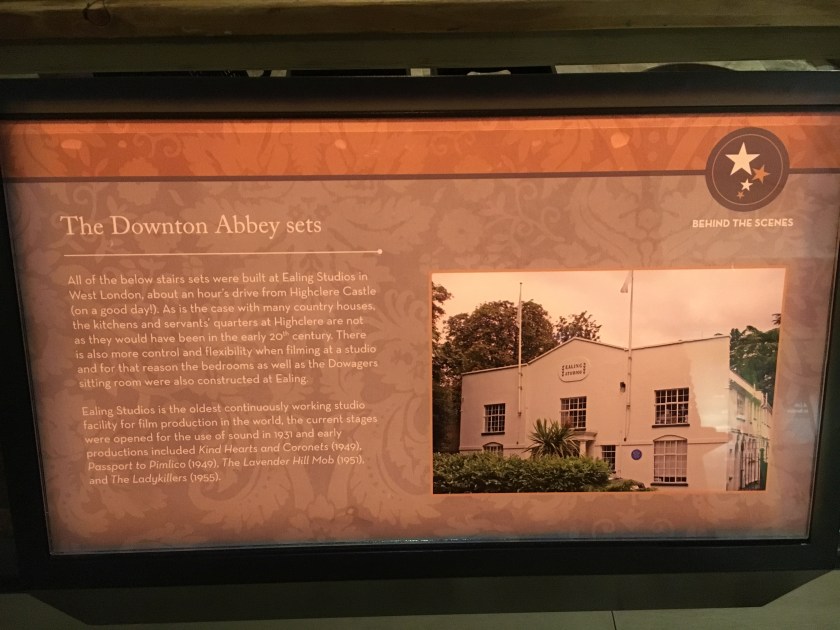 The Downton Abbey sets
BEHIND THE SCENES
All of the below stairs sets were built at Ealing Studios in
West London, about an hour's drive from Highclere Castle
(on a good day!). As is the case with many country houses,
the kitchens and servants' quarters at Highclere are not
as they would have been in the early 20th century. There
is also more control and flexibility when filming at a studio
and for that reason the bedrooms as well as the Dowagers
sitting room were also constructed at Ealing.
Ealing Studios is the oldest continuously working studio
facility for film production in the world, the current stages
were opened for the use of sound in 1931 and early
productions included Kind Hearts and Coronets (1949),
Passport to Pimlico (1949), The Lavender Hill Mob (1951),
and The Ladykillers (1955).
EALING
STUDIOS